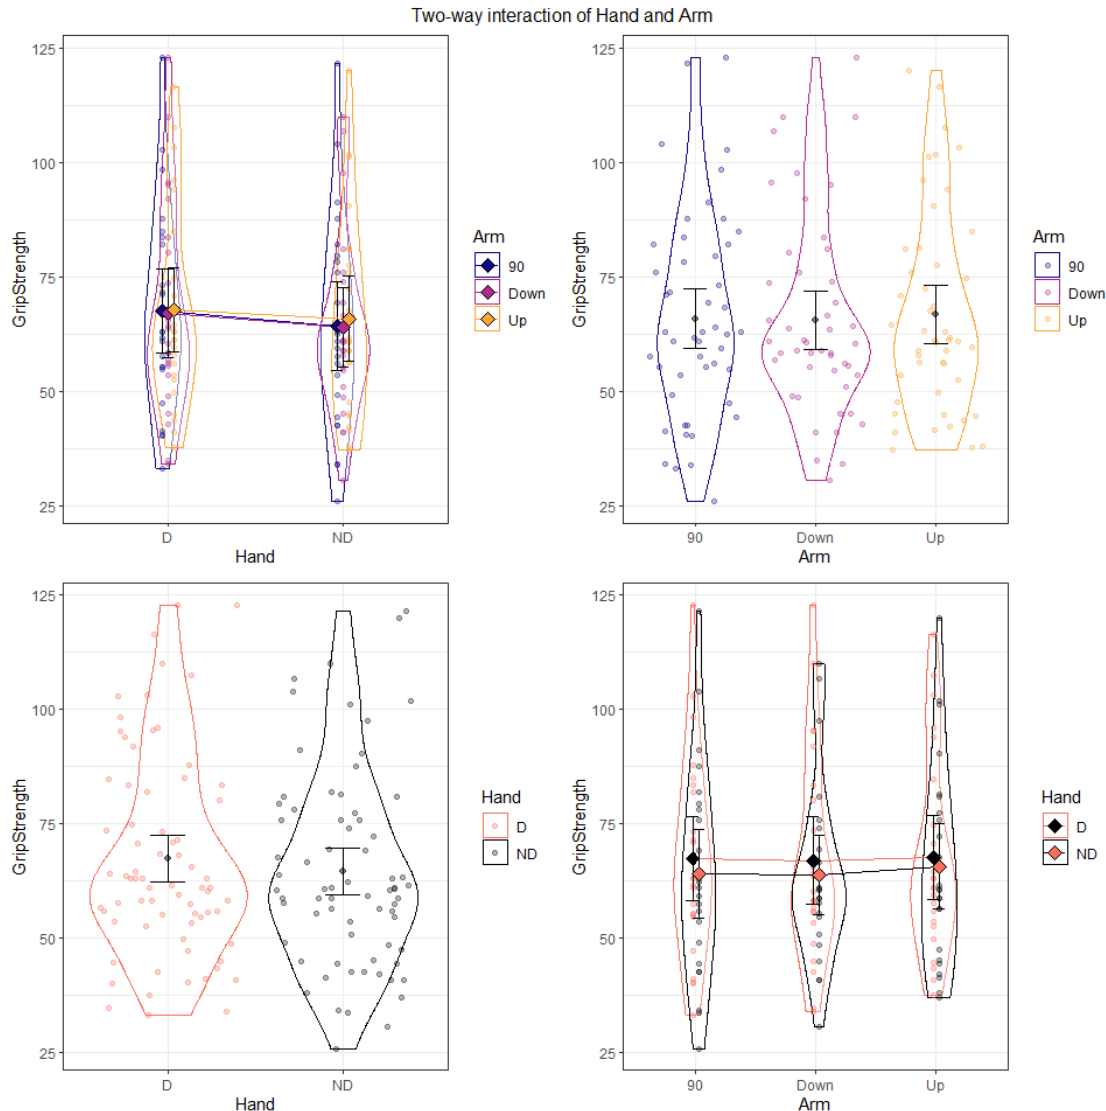 Two-way interaction of Hand and Arm
125
100
75
50
25
GripStrength
D
ND
Hand
Arm
90
Down
Up
125
100
75
50
25
GripStrength
90
Down
Up
Arm
Arm
90
Down
Up
125
100
75
50
25
GripStrength
D
ND
Hand
Hand
D
ND
125
100
75
50
25
GripStrength
90
Down
Up
Arm
Hand
D
ND